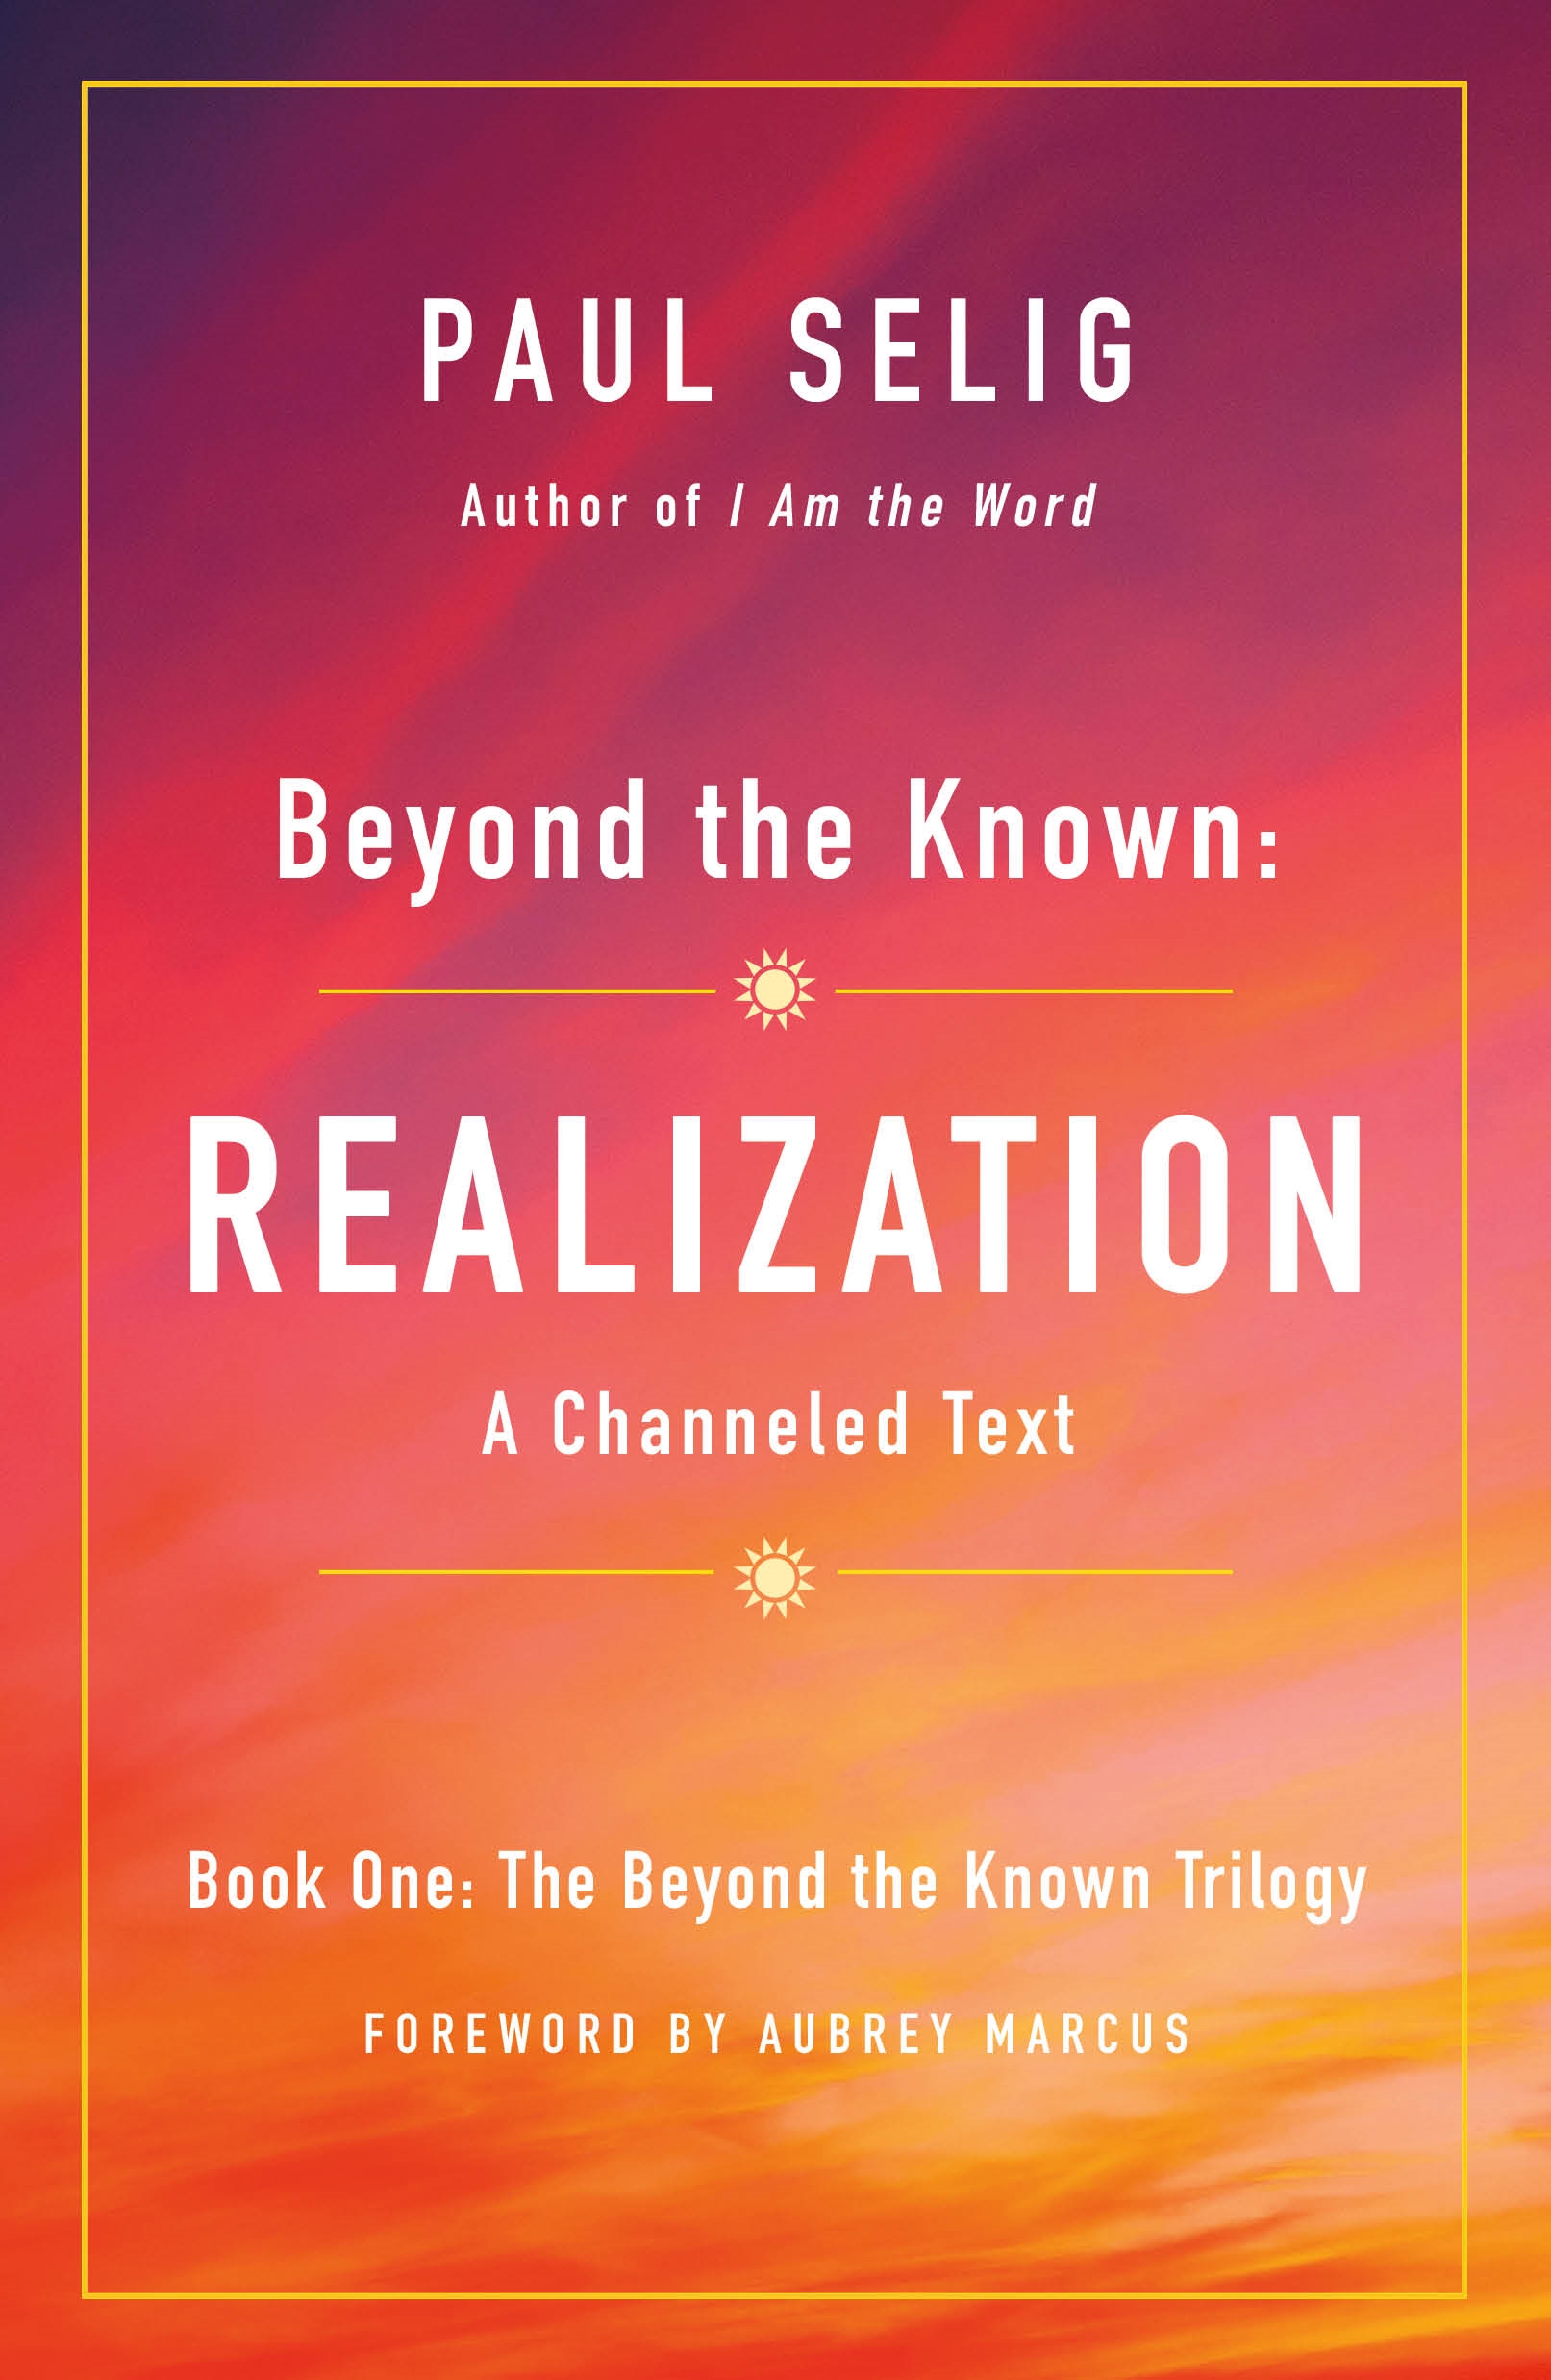 PAUL SELIG
Author of I Am the Word
Beyond the Known:
REALIZATION
A Channeled Text
Book One: The Beyond the Known Trilogy
FOREWORD BY AUBREY MARCUS